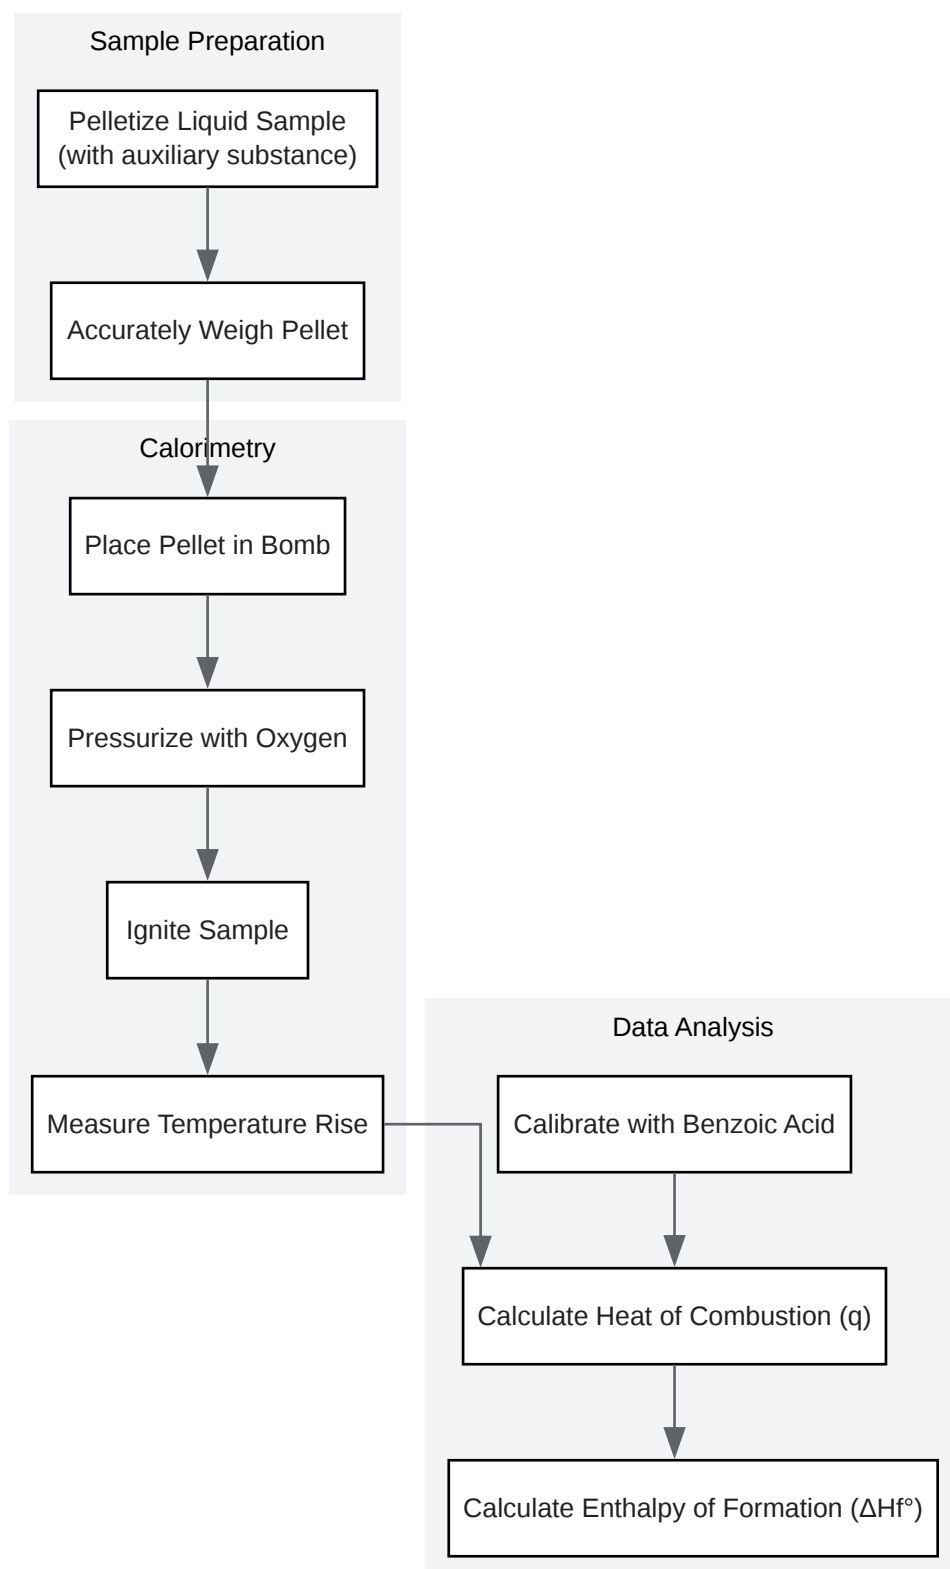 Sample Preparation
Pelletize Liquid Sample
(with auxiliary substance)
Accurately Weigh Pellet
Calorimetry
Place Pellet in Bomb
Pressurize with Oxygen
Ignite Sample
Measure Temperature Rise
Data Analysis
Calibrate with Benzoic Acid
Calculate Heat of Combustion (q)
Calculate Enthalpy of Formation (ΔHf°)